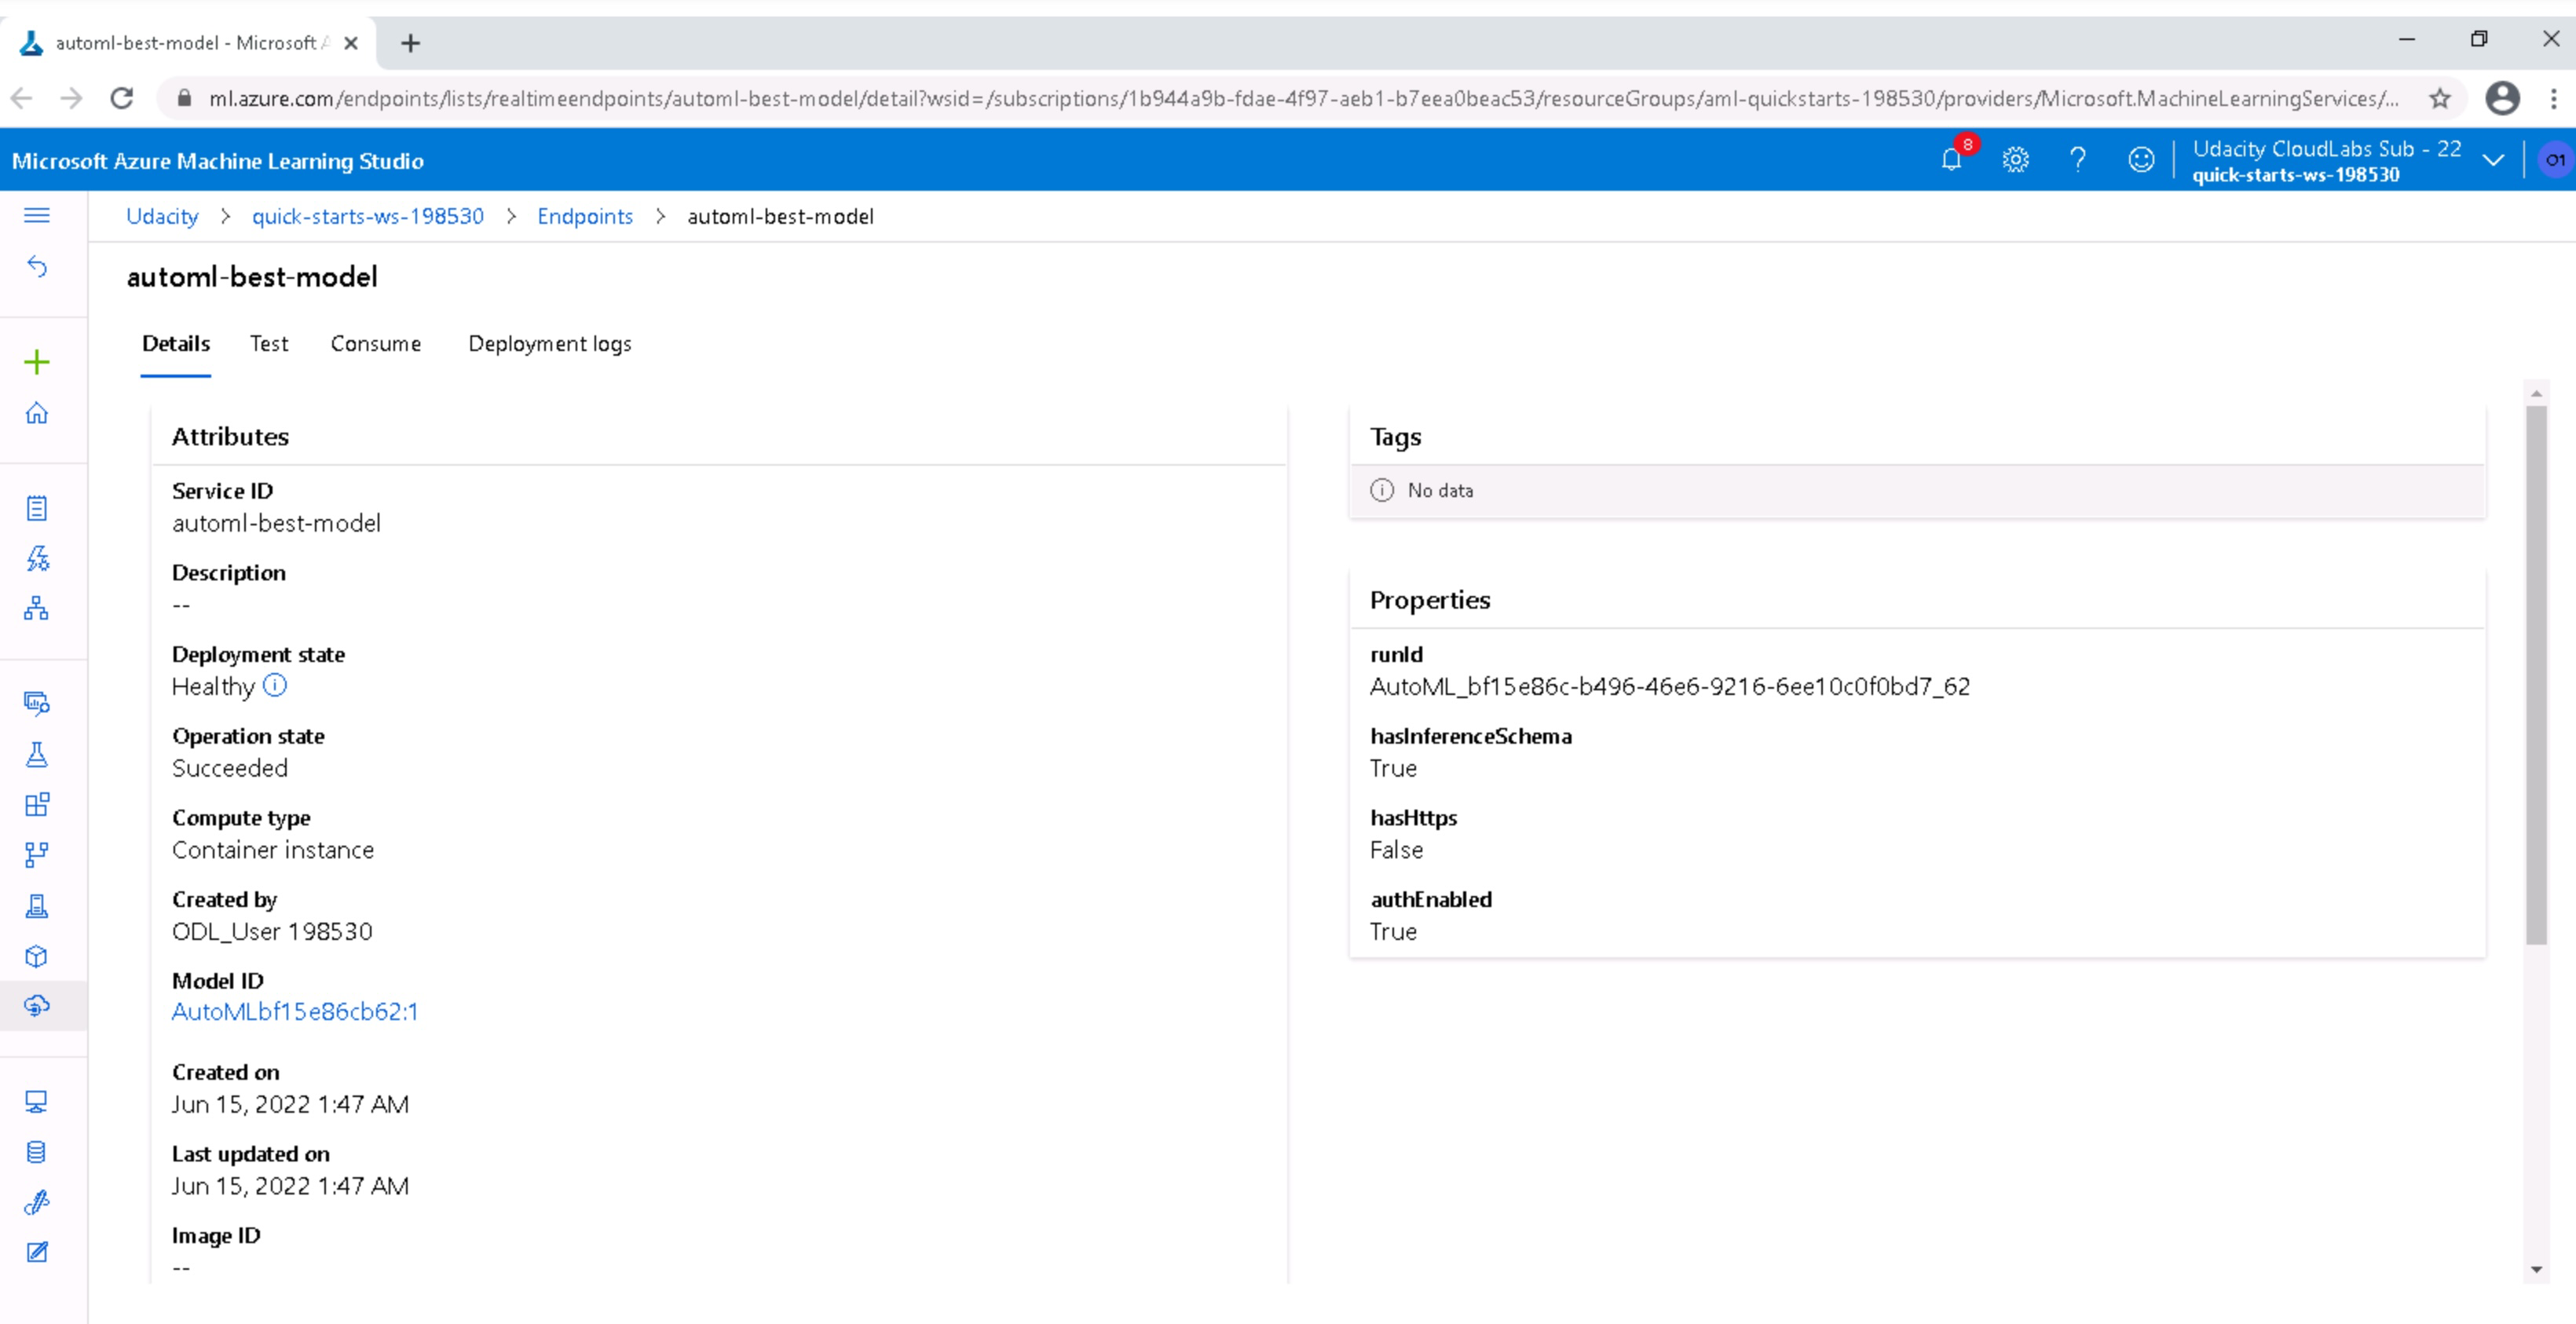 automl-best-model - Microsoft A
ml.azure.com/endpoints/lists/realtimeendpoints/automl-best-model/detail?wsid=/subscriptions/1b944a9b-fdae-4f97-aeb1-b7eea0beac53/resourceGroups/aml-quickstarts-198530/providers/Microsoft.MachineLearningServices/...
Microsoft Azure Machine Learning Studio
8
?
Udacity CloudLabs Sub - 22
quick-starts-ws-198530
O1
Udacity > quick-starts-ws-198530 > Endpoints > automl-best-model
automl-best-model
Details Test Consume Deployment logs
Attributes
Service ID
automl-best-model
Description
--
Deployment state
Healthy
Operation state
Succeeded
Compute type
Container instance
Created by
ODL_User 198530
Model ID
AutoMLbf15e86cb62:1
Created on
Jun 15, 2022 1:47 AM
Last updated on
Jun 15, 2022 1:47 AM
Image ID
--
Tags
No data
Properties
runId
AutoML_bf15e86c-b496-46e6-9216-6ee10c0f0bd7_62
hasInferenceSchema
True
hasHttps
False
authEnabled
True